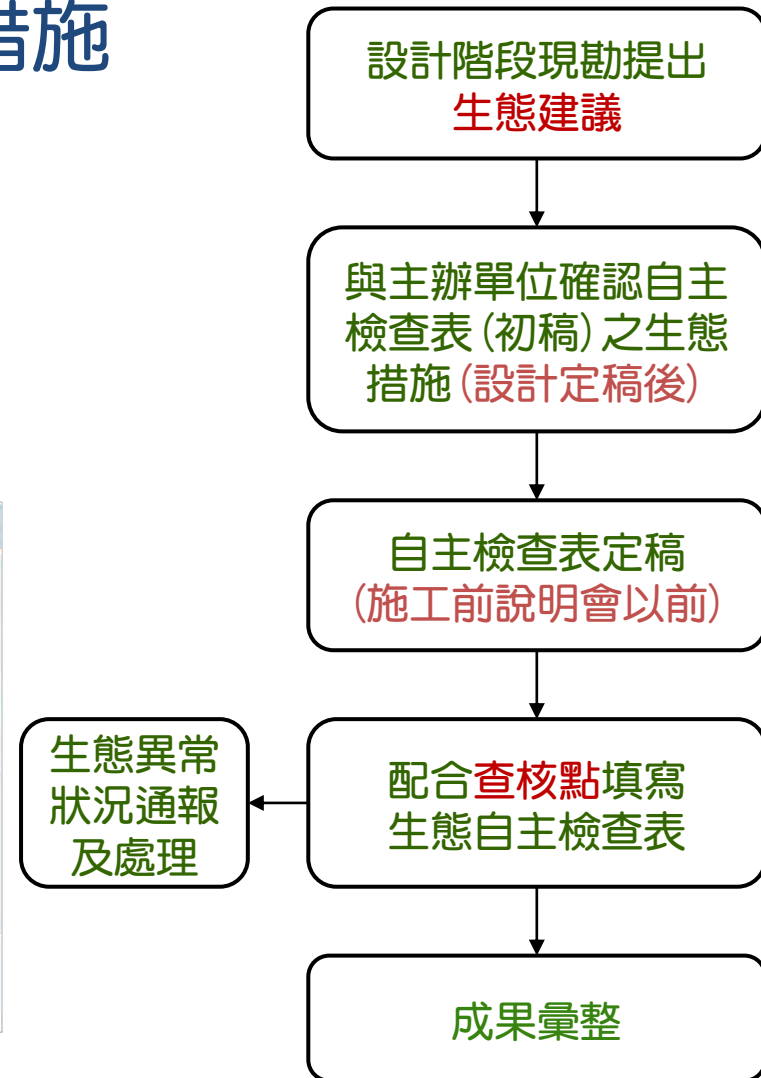 措施
設計階段現勘提出
生態建議
與主辦單位確認自主
檢查表(初稿)之生態
措施(設計定稿後)
自主檢查表定稿
(施工前說明會以前)
生態異常
狀況通報
及處理
配合查核點填寫
生態自主檢查表
成果彙整